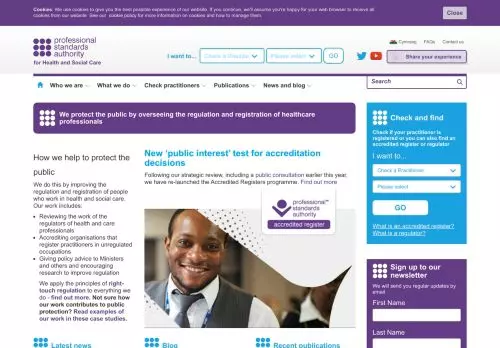 Cookies: We use cookies to give you the best possible experience of our website. If you continue, we'll assume you're happy for your web browser to receive all
cookies from our website. See our cookie policy for more information on cookies and how to manage them.
Close
professional
standards
authority
for Health and Social Care
Cymraeg FAQs Contact us
I want to... Check a Practitioner Please select GO
Share your experience
Who we are What we do Check practitioners Publications News and blog
Search
We protect the public by overseeing the regulation and registration of healthcare
professionals
How we help to protect the
public
We do this by improving the
regulation and registration of people
who work in health and social care.
Our work includes:
Reviewing the work of the
regulators of health and care
professionals
Accrediting organisations that
register practitioners in unregulated
occupations
Giving policy advice to Ministers
and others and encouraging
research to improve regulation
We apply the principles of right-
touch regulation to everything we
do - find out more. Not sure how
our work contributes to public
protection? Read examples of
our work in these case studies.
New 'public interest' test for accreditation
decisions
Following our strategic review, including a public consultation earlier this year,
we have re-launched the Accredited Registers programme. Find out more
professional
standards
authority
accredited register
Check and find
Check if your practitioner is
registered or you can also find an
accredited register or regulator
I want to...
Check a Practitioner
Please select
GO
What is an accredited register?
What is a regulator?
Sign up to our
newsletter
We will send you regular updates by
email
First Name
Last Name
Latest news
Blog
Recent publications